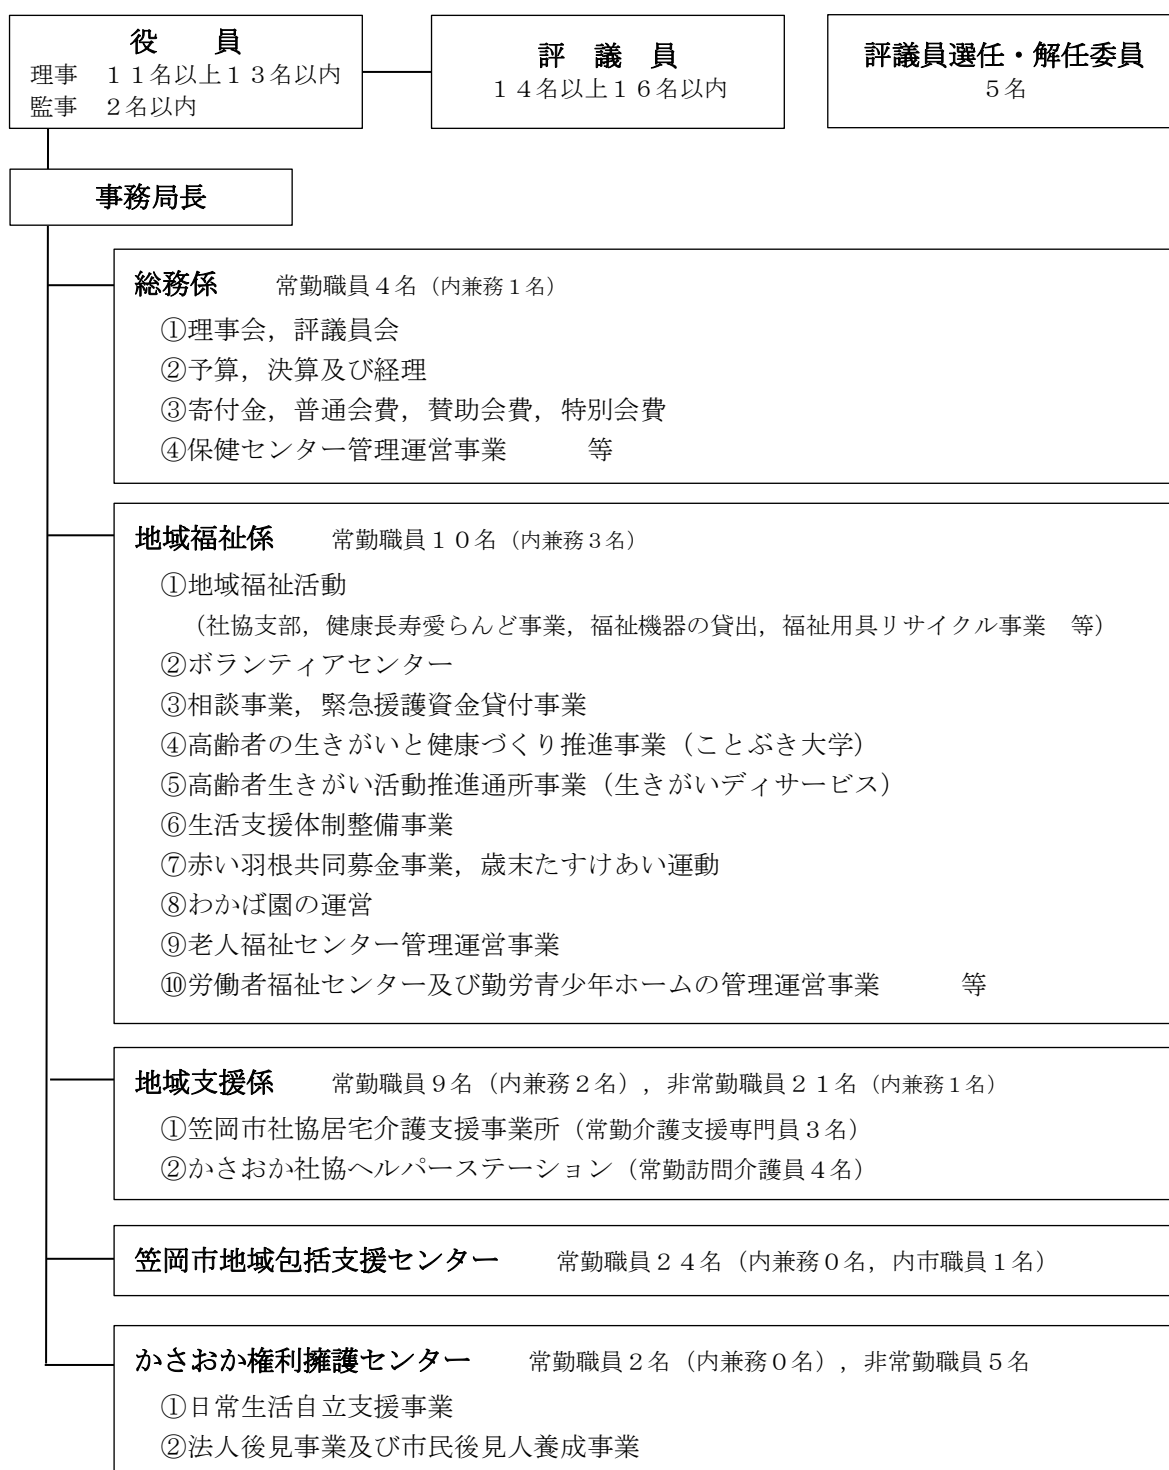 役　員
理事　１１名以上１３名以内
監事　２名以内
評 議 員
１４名以上１６名以内
評議員選任・解任委員
５名
事務局長
総務係　　常勤職員４名（内兼務１名）
①理事会，評議員会
②予算，決算及び経理
③寄付金，普通会費，賛助会費，特別会費
④保健センター管理運営事業　　　等
地域福祉係　　常勤職員１０名（内兼務３名）
①地域福祉活動
（社協支部，健康長寿愛らんど事業，福祉機器の貸出，福祉用具リサイクル事業　等）
②ボランティアセンター
③相談事業，緊急援護資金貸付事業
④高齢者の生きがいと健康づくり推進事業（ことぶき大学）
⑤高齢者生きがい活動推進通所事業（生きがいディサービス）
⑥生活支援体制整備事業
⑦赤い羽根共同募金事業，歳末たすけあい運動
⑧わかば園の運営
⑨老人福祉センター管理運営事業
⑩労働者福祉センター及び勤労青少年ホームの管理運営事業　　　等
地域支援係　　常勤職員９名（内兼務２名），非常勤職員２１名（内兼務１名）
①笠岡市社協居宅介護支援事業所（常勤介護支援専門員３名）
②かさおか社協ヘルパーステーション（常勤訪問介護員４名）
笠岡市地域包括支援センター　　常勤職員２４名（内兼務０名，内市職員１名）
かさおか権利擁護センター　　常勤職員２名（内兼務０名），非常勤職員５名
①日常生活自立支援事業
②法人後見事業及び市民後見人養成事業